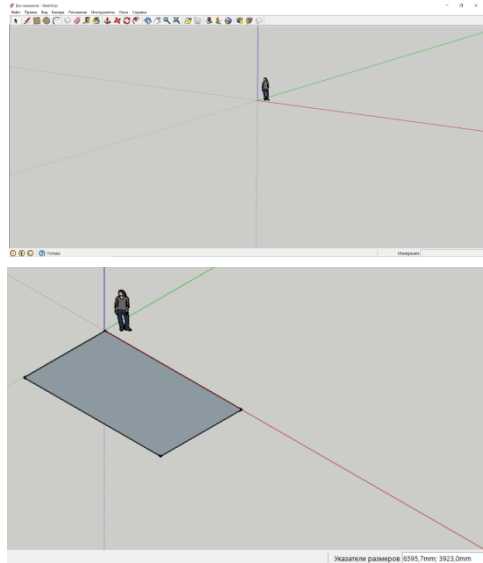 Без названия - SketchUp
Файл Правка Вид Камера Рисование Инструменты Окно Справка
Готово
Измерения
Указатели размеров 6595,7mm; 3923,0mm